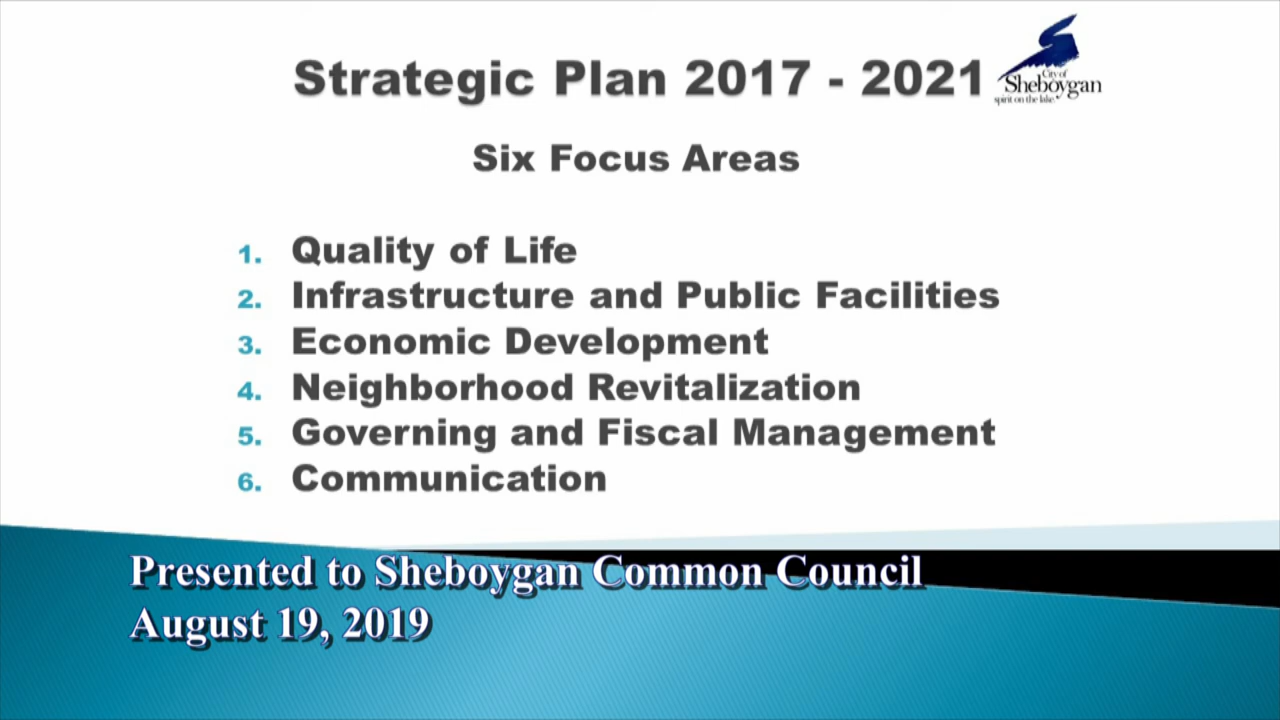 Strategic Plan 2017 - 2021
City of
Sheboygan
spirit on the lake.
Six Focus Areas
1. Quality of Life
2. Infrastructure and Public Facilities
3. Economic Development
4. Neighborhood Revitalization
5. Governing and Fiscal Management
6. Communication
Presented to Sheboygan Common Council
August 19, 2019